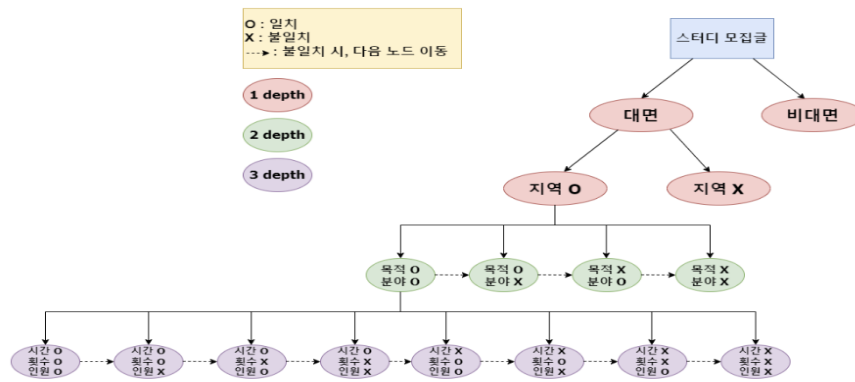 O : 일치
X : 불일치
: 불일치 시, 다음 노드 이동
스터디 모집글
1 depth
2 depth
3 depth
대면
비대면
지역 O
지역 X
목적 O
분야 O
목적 O
분야 X
목적 X
분야 O
목적 X
분야 X
시간 O
횟수 O
인원 O
시간 O
횟수 O
인원 X
시간 O
횟수 X
인원 O
시간 O
횟수 X
인원 X
시간 X
횟수 O
인원 O
시간 X
횟수 O
인원 X
시간 X
횟수 X
인원 O
시간 X
횟수 X
인원 X